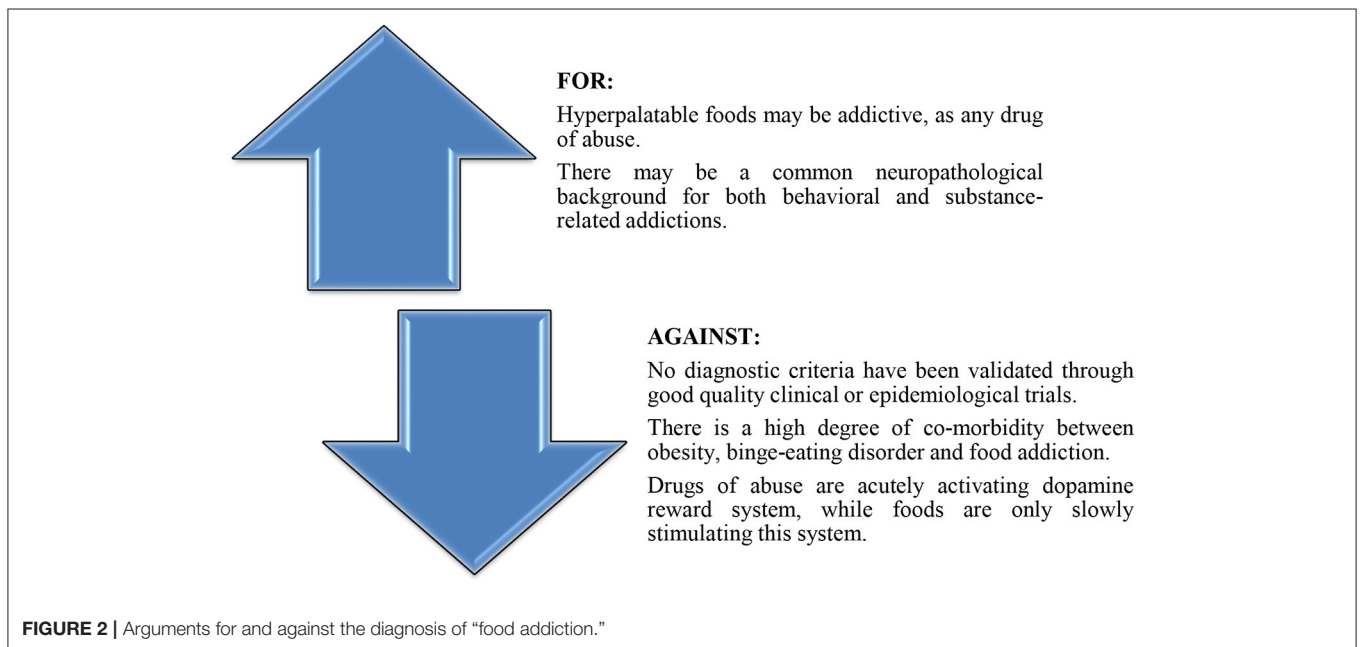 FOR:
Hyperpalatable foods may be addictive, as any drug
of abuse.
There may be a common neuropathological
background for both behavioral and substance-
related addictions.
AGAINST:
No diagnostic criteria have been validated through
good quality clinical or epidemiological trials.
There is a high degree of co-morbidity between
obesity, binge-eating disorder and food addiction.
Drugs of abuse are acutely activating dopamine
reward system, while foods are only slowly
stimulating this system.
FIGURE 2 | Arguments for and against the diagnosis of “food addiction.”